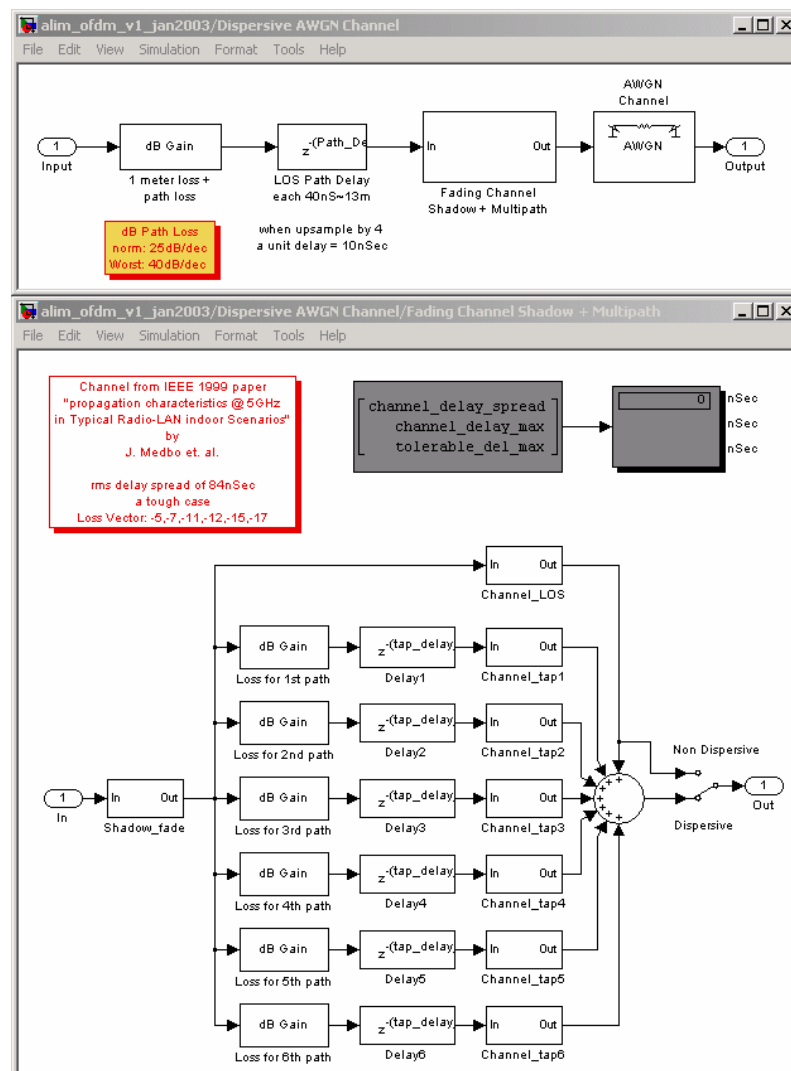 alim_ofdm_v1_jan2003/Dispersive AWGN Channel
File Edit View Simulation Format Tools Help
1
Input
dB Gain
1 meter loss +
path loss
z-(Path_De
LOS Path Delay
each 40nS~13m
In Out
Fading Channel
Shadow + Multipath
AWGN
Channel
AWGN
1
Output
dB Path Loss
norm: 25dB/dec
Worst: 40dB/dec
when upsample by 4
a unit delay = 10nSec
alim_ofdm_v1_jan2003/Dispersive AWGN Channel/Fading Channel Shadow + Multipath
File Edit View Simulation Format Tools Help
Channel from IEEE 1999 paper
"propagation characteristics @ 5GHz
in Typical Radio-LAN indoor Scenarios"
by
J. Medbo et. al.
rms delay spread of 84nSec
a tough case
Loss Vector: -5,-7,-11,-12,-15,-17
channel_delay_spread
channel_delay_max
tolerable_del_max
0
nSec
nSec
nSec
In Out
Channel_LOS
dB Gain
Loss for 1st path
z-(tap_delay
Delay1
In Out
Channel_tap1
dB Gain
Loss for 2nd path
z-(tap_delay
Delay2
In Out
Channel_tap2
Non Dispersive
1
In
In Out
Shadow_fade
dB Gain
Loss for 3rd path
z-(tap_delay
Delay3
In Out
Channel_tap3
1
Out
Dispersive
dB Gain
Loss for 4th path
z-(tap_delay
Delay4
In Out
Channel_tap4
dB Gain
Loss for 5th path
z-(tap_delay
Delay5
In Out
Channel_tap5
dB Gain
Loss for 6th path
z-(tap_delay
Delay6
In Out
Channel_tap6